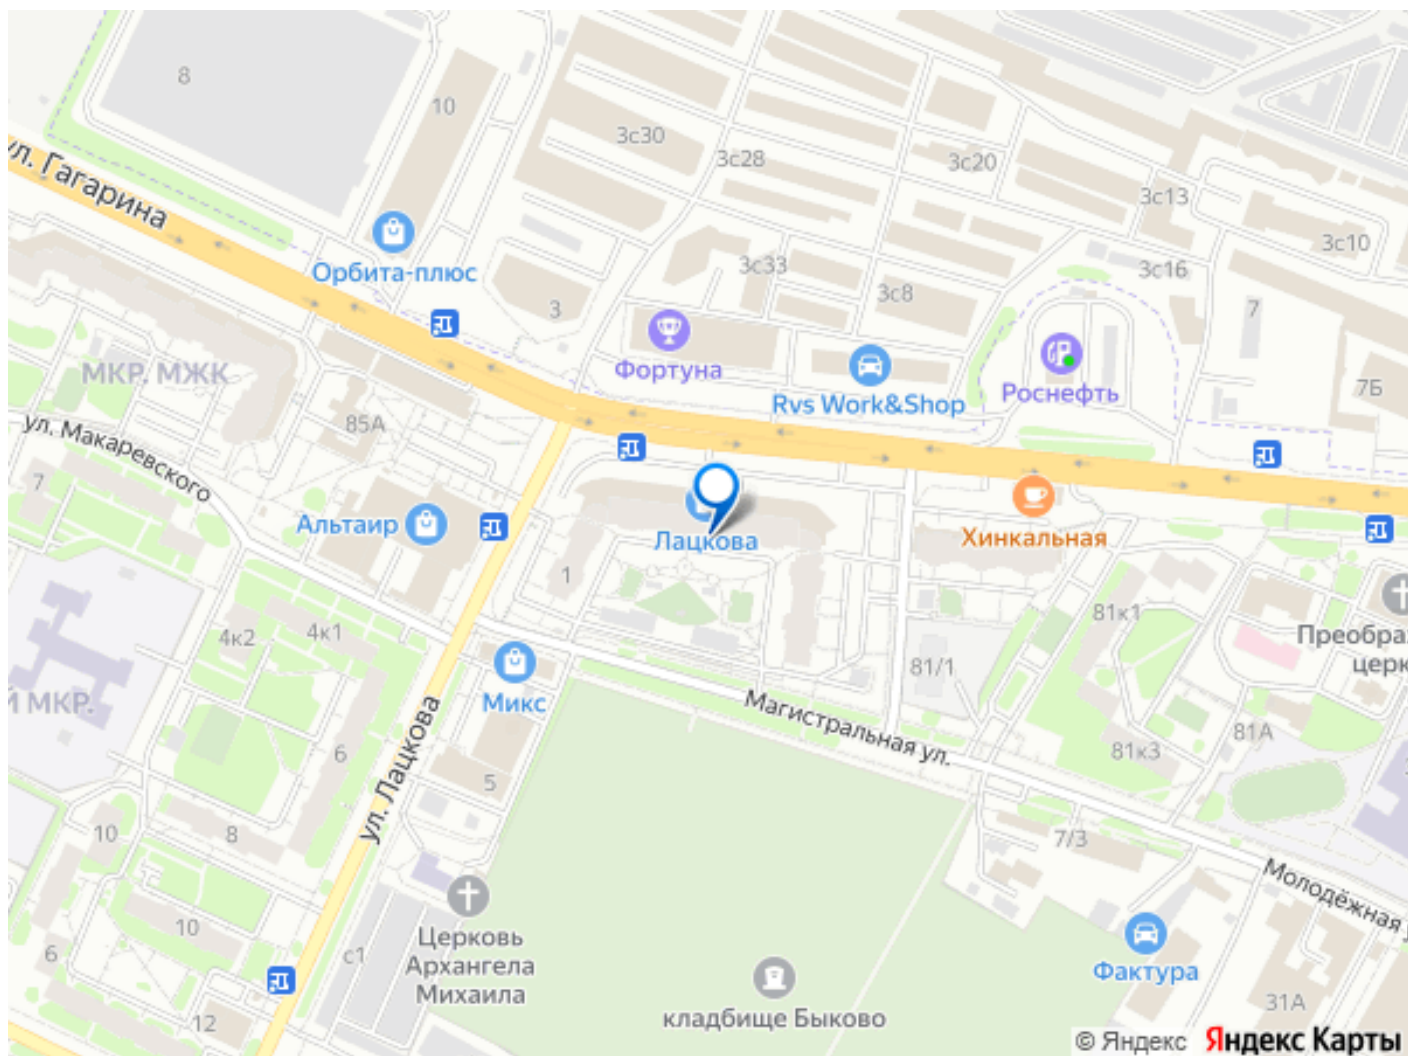 8
10
3с30
3с28
3с20
3с13
3с10
ул. Гагарина
Орбита-плюс
3с33
3с16
3с8
3
7
Фортуна
Роснефть
МКР. МЖК
Rvs Work&Shop
7Б
85А
ул. Макаревского
7
Альтаир
Лацкова
Хинкальная
1
81к1
4к2
4к1
81/1
Преобра
церк
Микс
Й МКР.
Магистральная ул.
81А
6
81к3
ул. Лацкова
5
10
8
7/3
Молодёжная у
10
Церковь
Архангела
Михаила
6
с1
Фактура
12
кладбище Быково
31А
© Яндекс Яндекс Карты